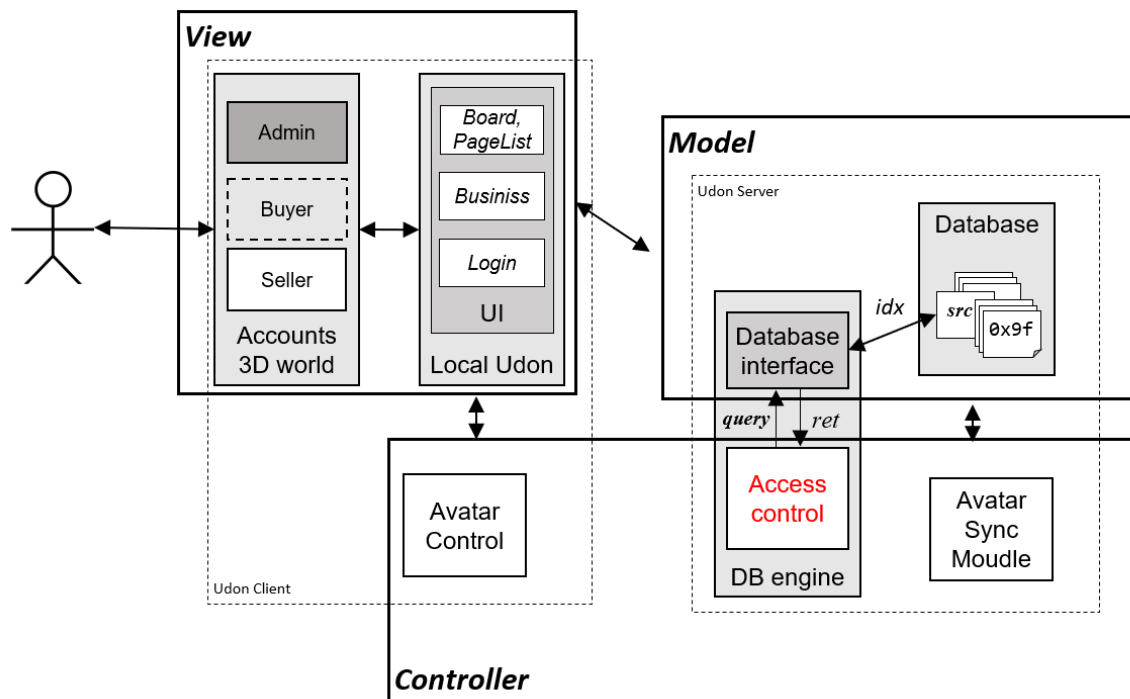 View
Admin
Buyer
Seller
Accounts
3D world
Board,
PageList
Businiss
Login
UI
Local Udon
Udon Client
Model
Udon Server
Database
src
0x9f
idx
Database
interface
query
ret
Access
control
DB engine
Avatar
Control
Avatar
Sync
Moudle
Controller